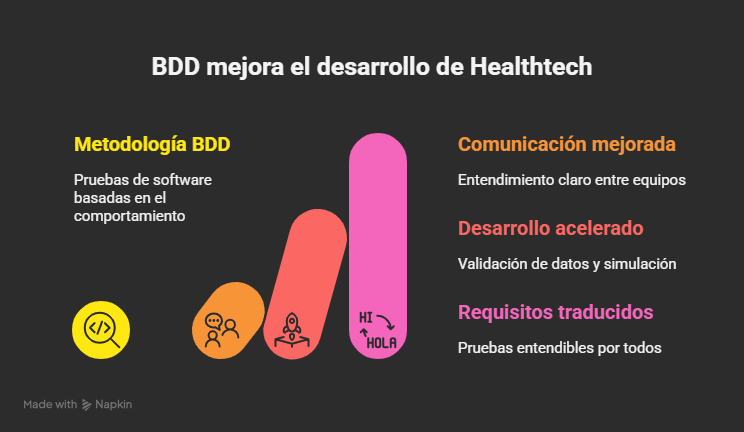 BDD mejora el desarrollo de Healthtech
Metodología BDD
Pruebas de software
basadas en el
comportamiento
HI
HOLA
Comunicación mejorada
Entendimiento claro entre equipos
Desarrollo acelerado
Validación de datos y simulación
Requisitos traducidos
Pruebas entendibles por todos
Made with Napkin